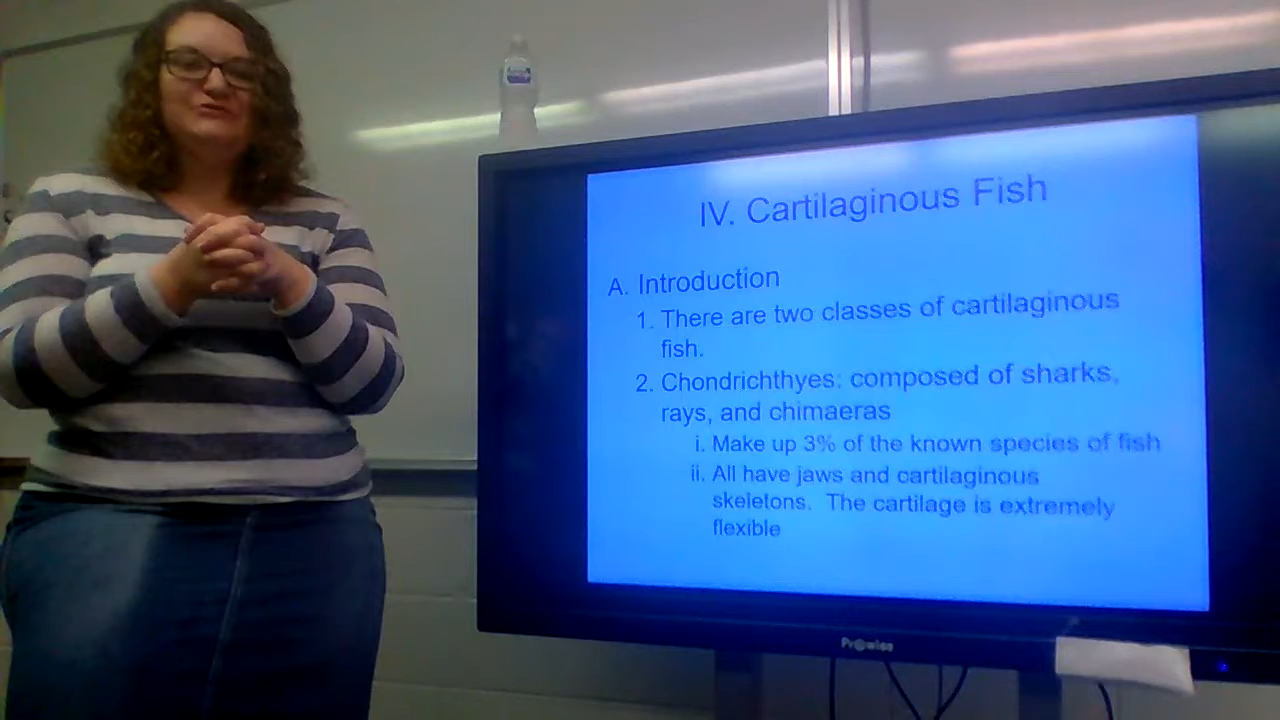 IV. Cartilaginous Fish
A. Introduction
1. There are two classes of cartilaginous
fish.
2. Chondrichthyes: composed of sharks,
rays, and chimaeras
i. Make up 3% of the known species of fish
ii. All have jaws and cartilaginous
skeletons. The cartilage is extremely
flexible
Prowise